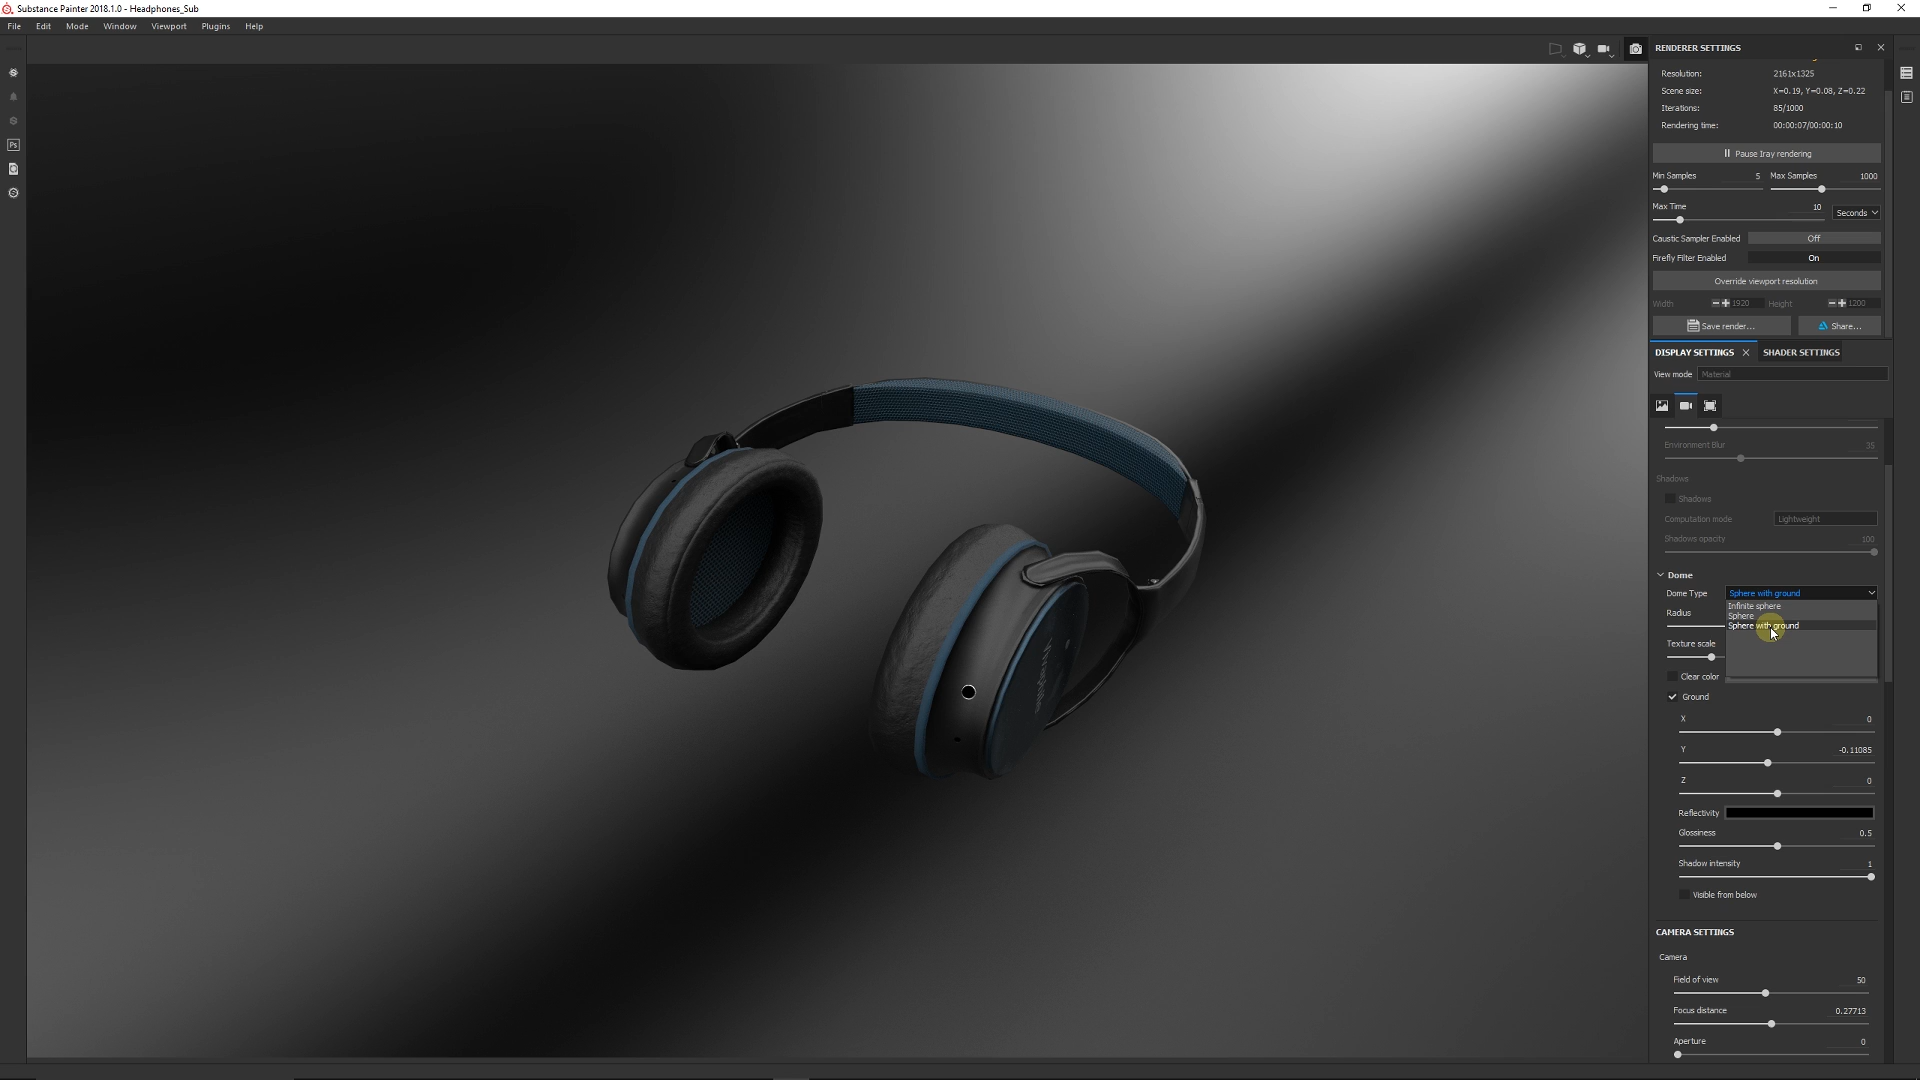 Substance Painter 2018.1.0 - Headphones_Sub
File Edit Mode Window Viewport Plugins Help
RENDERER SETTINGS
Resolution: 2161x1325
Scene size: X=0.19, Y=0.08, Z=0.22
Iterations: 85/1000
Rendering time: 00:00:07/00:00:10
Pause Iray rendering
Min Samples 5 Max Samples 1000
Max Time 10 Seconds
Caustic Sampler Enabled Off
Firefly Filter Enabled On
Override viewport resolution
Width 1920 Height 1200
Save render... Share...
DISPLAY SETTINGS SHADER SETTINGS
View mode Material
Environment Blur 35
Shadows
Shadows
Computation mode Lightweight
Shadows opacity 100
Dome
Dome Type Sphere with ground
Infinite sphere
Radius
Sphere
Sphere with ground
Texture scale
Clear color
Ground
X 0
Y -0.11085
Z 0
Reflectivity
Glossiness 0.5
Shadow intensity 1
Visible from below
CAMERA SETTINGS
Camera
Field of view 50
Focus distance 0.27713
Aperture 0
Ps